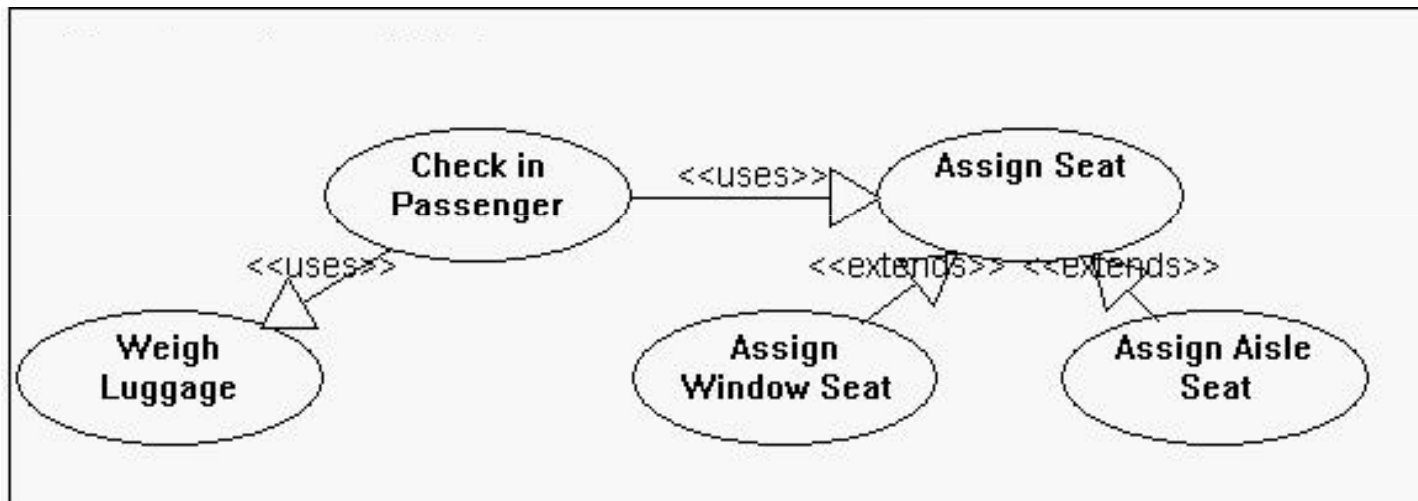 Check in
Passenger
<<uses>>
Assign Seat
<<uses>>
<<extends>>
<<extends>>
Weigh
Luggage
Assign
Window Seat
Assign Aisle
Seat